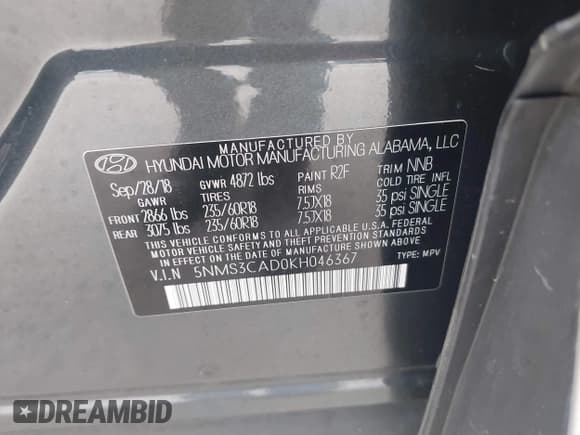 MANUFACTURED BY
HYUNDAI MOTOR MANUFACTURING ALABAMA, LLC
Sep/28/18 GVWR 4872 lbs PAINT R2F TRIM NNB
GAWR TIRES RIMS COLD TIRE INFL
FRONT 2866 lbs 235/60R18 7.5JX18 35 psi SINGLE
REAR 3075 lbs 235/60R18 7.5JX18 35 psi SINGLE
THIS VEHICLE CONFORMS TO ALL APPLICABLE U.S.A. FEDERAL
MOTOR VEHICLE SAFETY STANDARDS
IN EFFECT ON THE DATE OF MANUFACTURE SHOWN ABOVE.
V.I.N 5NMS3CAD0KH046367 TYPE: MPV
DREAMBID